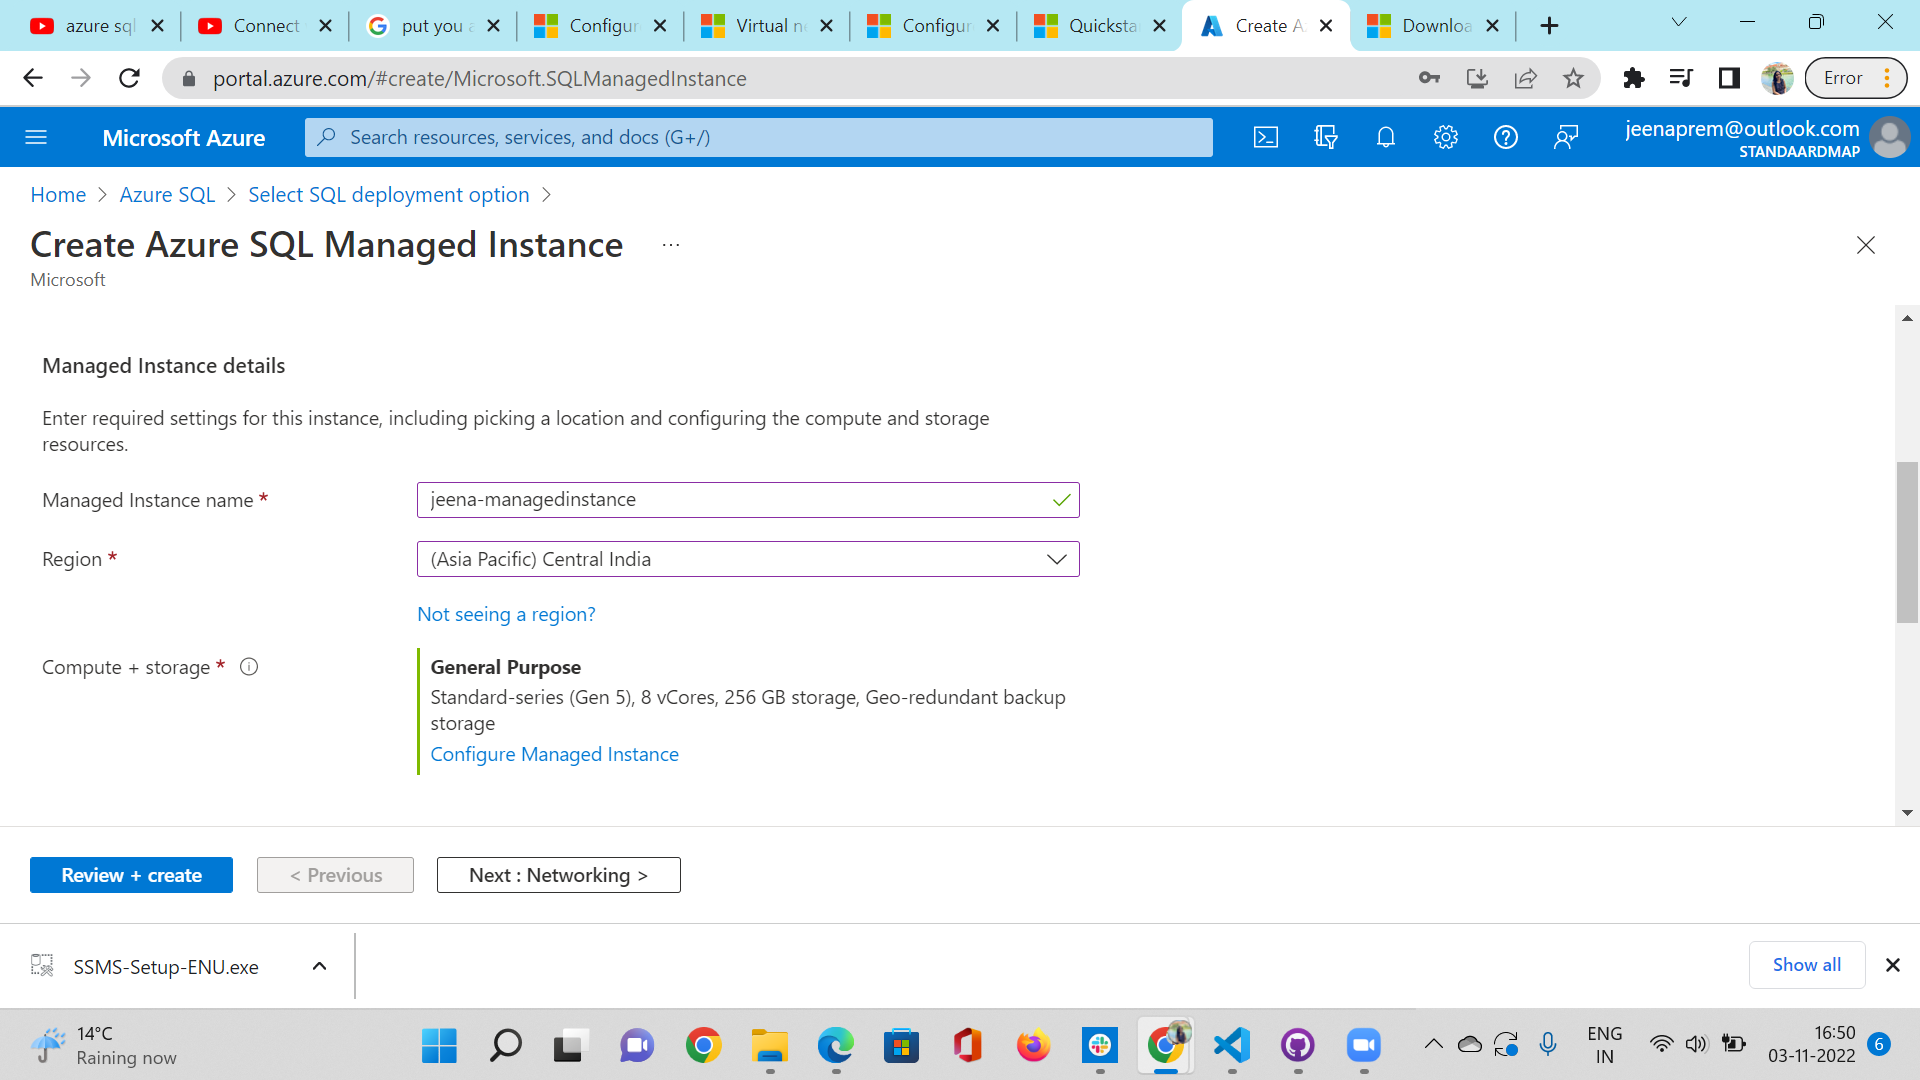 azure sql
Connect
put you a
Configur
Virtual ne
Configur
Quickstar
Create A
Downloa
portal.azure.com/#create/Microsoft.SQLManagedInstance
Error
Microsoft Azure
Search resources, services, and docs (G+/)
jeenaprem@outlook.com
STANDAARDMAP
Home > Azure SQL > Select SQL deployment option >
Create Azure SQL Managed Instance ...
Microsoft
Managed Instance details
Enter required settings for this instance, including picking a location and configuring the compute and storage
resources.
Managed Instance name *
jeena-managedinstance
Region *
(Asia Pacific) Central India
Not seeing a region?
Compute + storage *
General Purpose
Standard-series (Gen 5), 8 vCores, 256 GB storage, Geo-redundant backup
storage
Configure Managed Instance
Review + create
< Previous
Next : Networking >
SSMS-Setup-ENU.exe
Show all
14°C
Raining now
ENG
IN
16:50
03-11-2022
6